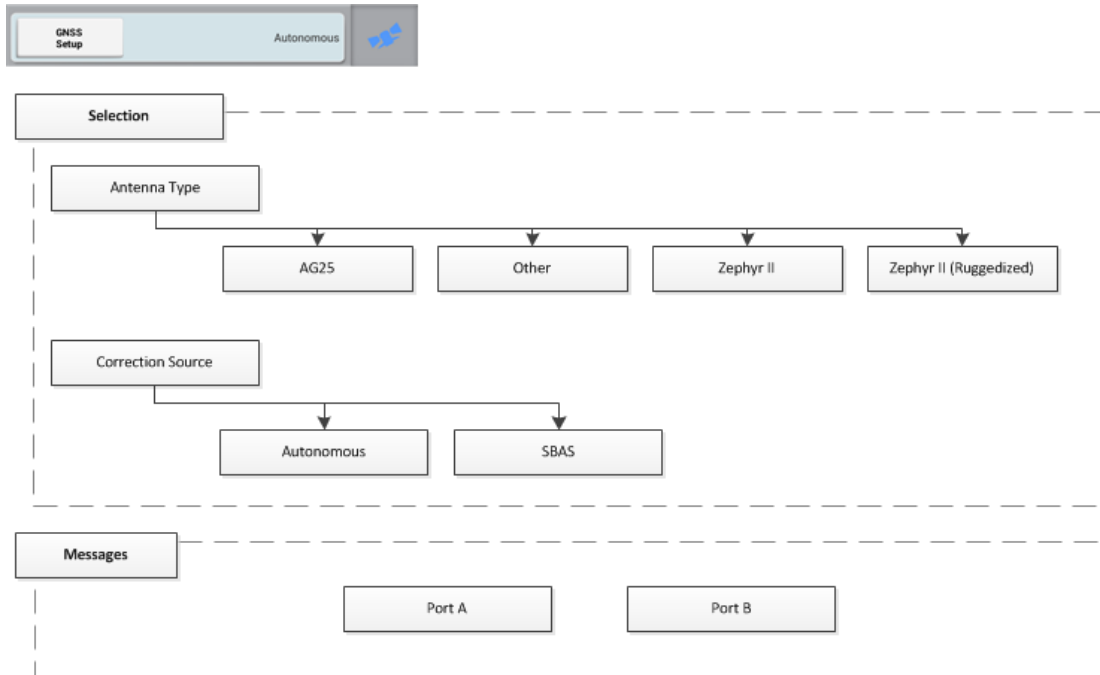 GNSS
Setup
Autonomous
Selection
Antenna Type
AG25
Other
Zephyr II
Zephyr II (Ruggedized)
Correction Source
Autonomous
SBAS
Messages
Port A
Port B